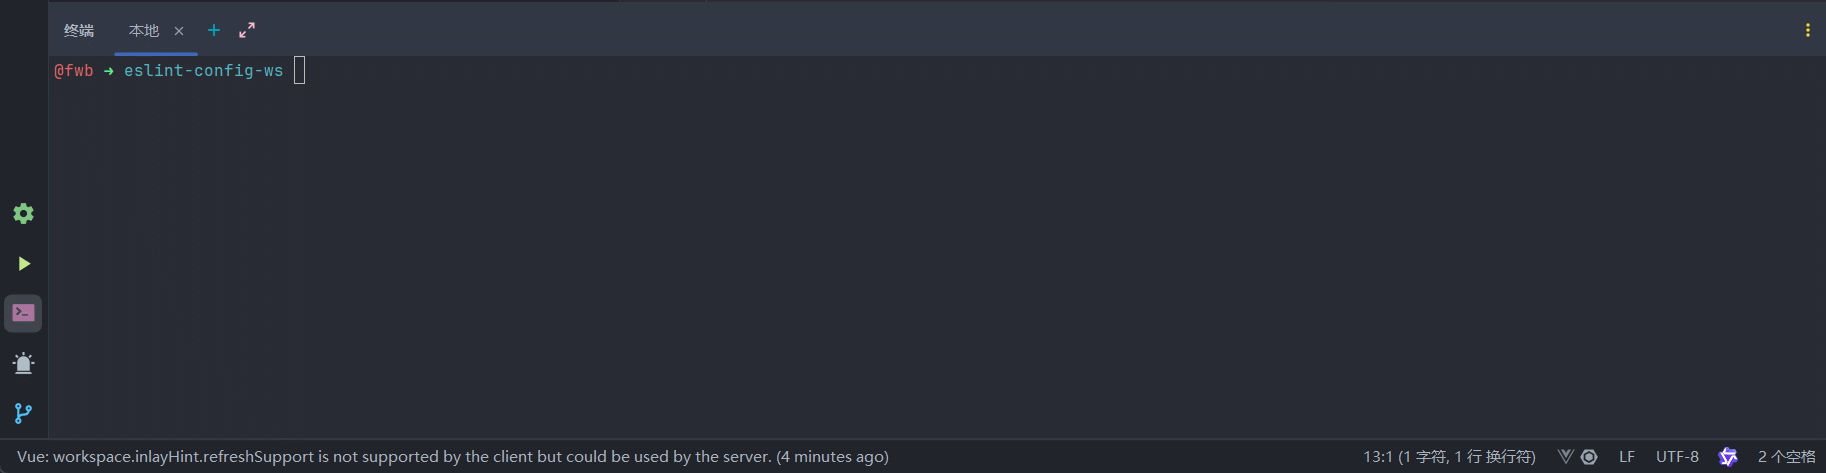 终端 本地
@fwb → eslint-config-ws
Vue: workspace.inlayHint.refreshSupport is not supported by the client but could be used by the server. (4 minutes ago) 13:1 (1 字符, 1 行 换行符) LF UTF-8 2 个空格